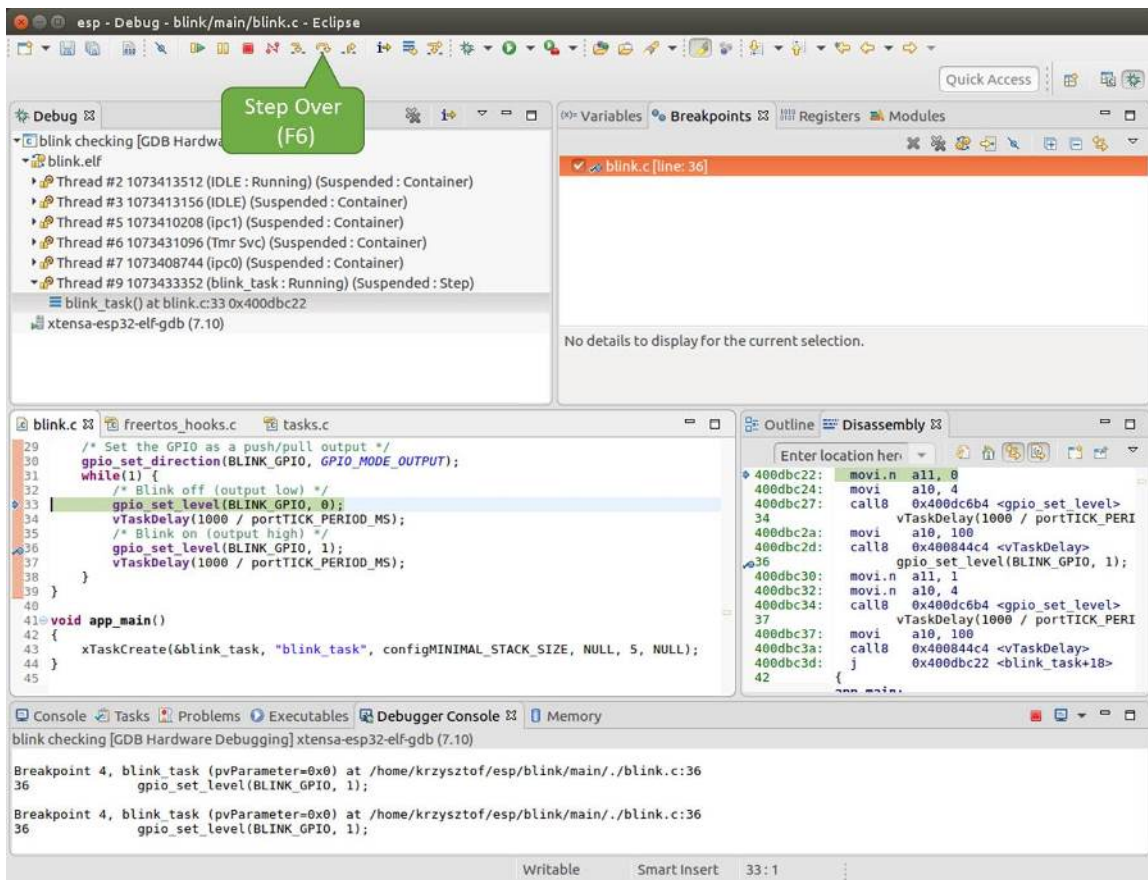 esp - Debug - blink/main/blink.c - Eclipse
Quick Access
Step Over
(F6)
Debug
blink checking [GDB Hardwa
blink.elf
Thread #2 1073413512 (IDLE : Running) (Suspended : Container)
Thread #3 1073413156 (IDLE) (Suspended : Container)
Thread #5 1073410208 (ipc1) (Suspended : Container)
Thread #6 1073431096 (Tmr Svc) (Suspended : Container)
Thread #7 1073408744 (ipc0) (Suspended : Container)
Thread #9 1073433352 (blink_task : Running) (Suspended : Step)
blink_task() at blink.c:33 0x400dbc22
xtensa-esp32-elf-gdb (7.10)
(x)= Variables Breakpoints Registers Modules
blink.c [line: 36]
No details to display for the current selection.
blink.c freertos_hooks.c tasks.c
29 /* Set the GPIO as a push/pull output */
30 gpio_set_direction(BLINK_GPIO, GPIO_MODE_OUTPUT);
31 while(1) {
32 /* Blink off (output low) */
33 gpio_set_level(BLINK_GPIO, 0);
34 vTaskDelay(1000 / portTICK_PERIOD_MS);
35 /* Blink on (output high) */
36 gpio_set_level(BLINK_GPIO, 1);
37 vTaskDelay(1000 / portTICK_PERIOD_MS);
38 }
39 }
40
41 void app_main()
42 {
43 xTaskCreate(&blink_task, "blink_task", configMINIMAL_STACK_SIZE, NULL, 5, NULL);
44 }
45
Outline Disassembly
Enter location her
400dbc22: movi.n a11, 0
400dbc24: movi a10, 4
400dbc27: call8 0x400dc6b4 <gpio_set_level>
34 vTaskDelay(1000 / portTICK_PERI
400dbc2a: movi a10, 100
400dbc2d: call8 0x400844c4 <vTaskDelay>
36 gpio_set_level(BLINK_GPIO, 1);
400dbc30: movi.n a11, 1
400dbc32: movi a10, 4
400dbc34: call8 0x400dc6b4 <gpio_set_level>
37 vTaskDelay(1000 / portTICK_PERI
400dbc37: movi a10, 100
400dbc3a: call8 0x400844c4 <vTaskDelay>
400dbc3d: j 0x400dbc22 <blink_task+18>
42 {
app_main:
Console Tasks Problems Executables Debugger Console Memory
blink checking [GDB Hardware Debugging] xtensa-esp32-elf-gdb (7.10)
Breakpoint 4, blink_task (pvParameter=0x0) at /home/krzysztof/esp/blink/main/./blink.c:36
36 gpio_set_level(BLINK_GPIO, 1);
Breakpoint 4, blink_task (pvParameter=0x0) at /home/krzysztof/esp/blink/main/./blink.c:36
36 gpio_set_level(BLINK_GPIO, 1);
Writable Smart Insert 33 : 1